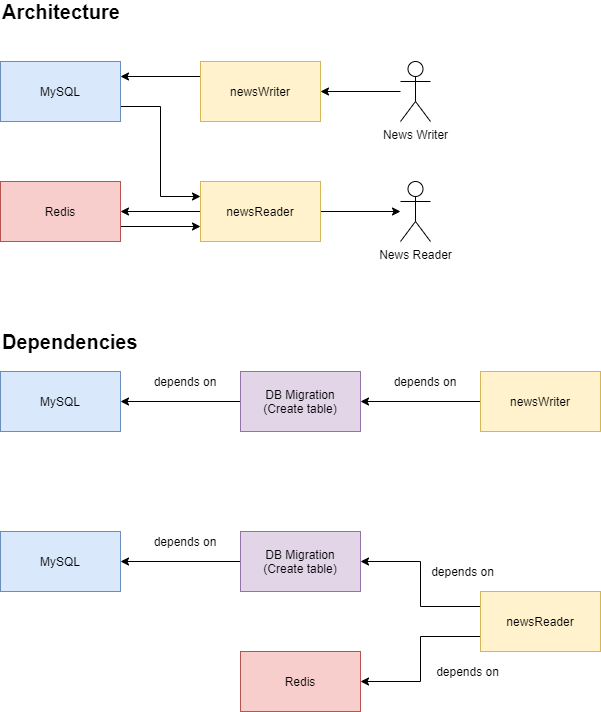 Architecture
MySQL
newsWriter
News Writer
Redis
newsReader
News Reader
Dependencies
MySQL
depends on
DB Migration
(Create table)
depends on
newsWriter
MySQL
depends on
DB Migration
(Create table)
depends on
newsReader
Redis
depends on